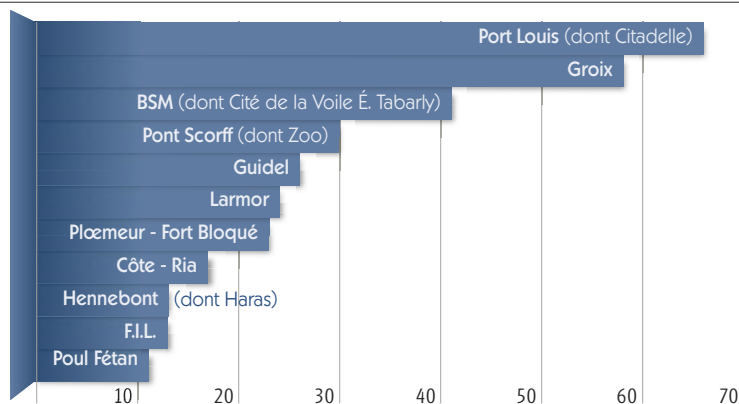 Port Louis (dont Citadelle)
Groix
BSM (dont Cité de la Voile É. Tabarly)
Pont Scorff (dont Zoo)
Guidel
Larmor
Plœmeur - Fort Bloqué
Côte - Ria
Hennebont (dont Haras)
F.I.L.
Poul Fétan
10 20 30 40 50 60 70